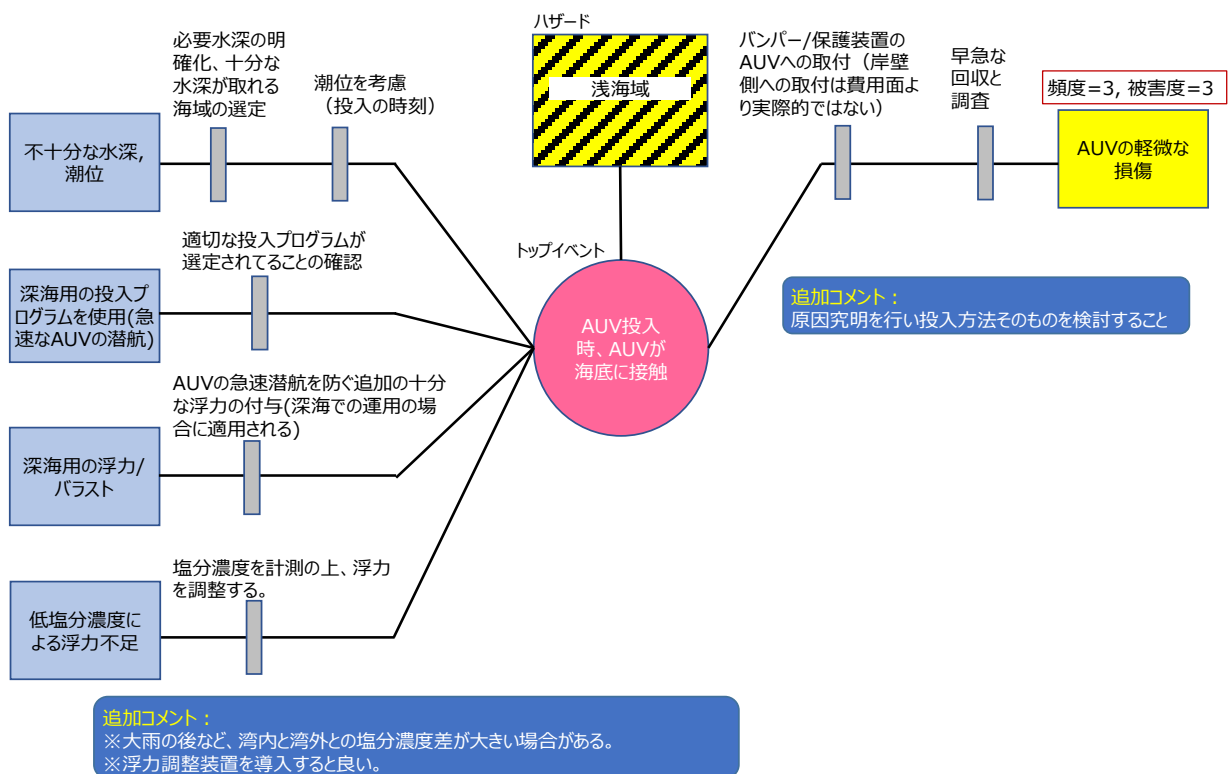 ハザード
浅海域
トップイベント
AUV投入
時、AUVが
海底に接触
不十分な水深,
潮位
必要水深の明
確化、十分な
水深が取れる
海域の選定
潮位を考慮
（投入の時刻）
深海用の投入プ
ログラムを使用(急
速なAUVの潜航)
適切な投入プログラムが
選定されてることの確認
深海用の浮力/
バラスト
AUVの急速潜航を防ぐ追加の十分
な浮力の付与(深海での運用の場
合に適用される)
低塩分濃度に
よる浮力不足
塩分濃度を計測の上、浮力
を調整する。
追加コメント：
※大雨の後など、湾内と湾外との塩分濃度差が大きい場合がある。
※浮力調整装置を導入すると良い。
バンパー/保護装置の
AUVへの取付（岸壁
側への取付は費用面よ
り実際的ではない）
早急な
回収と
調査
頻度=3, 被害度=3
AUVの軽微な
損傷
追加コメント：
原因究明を行い投入方法そのものを検討すること